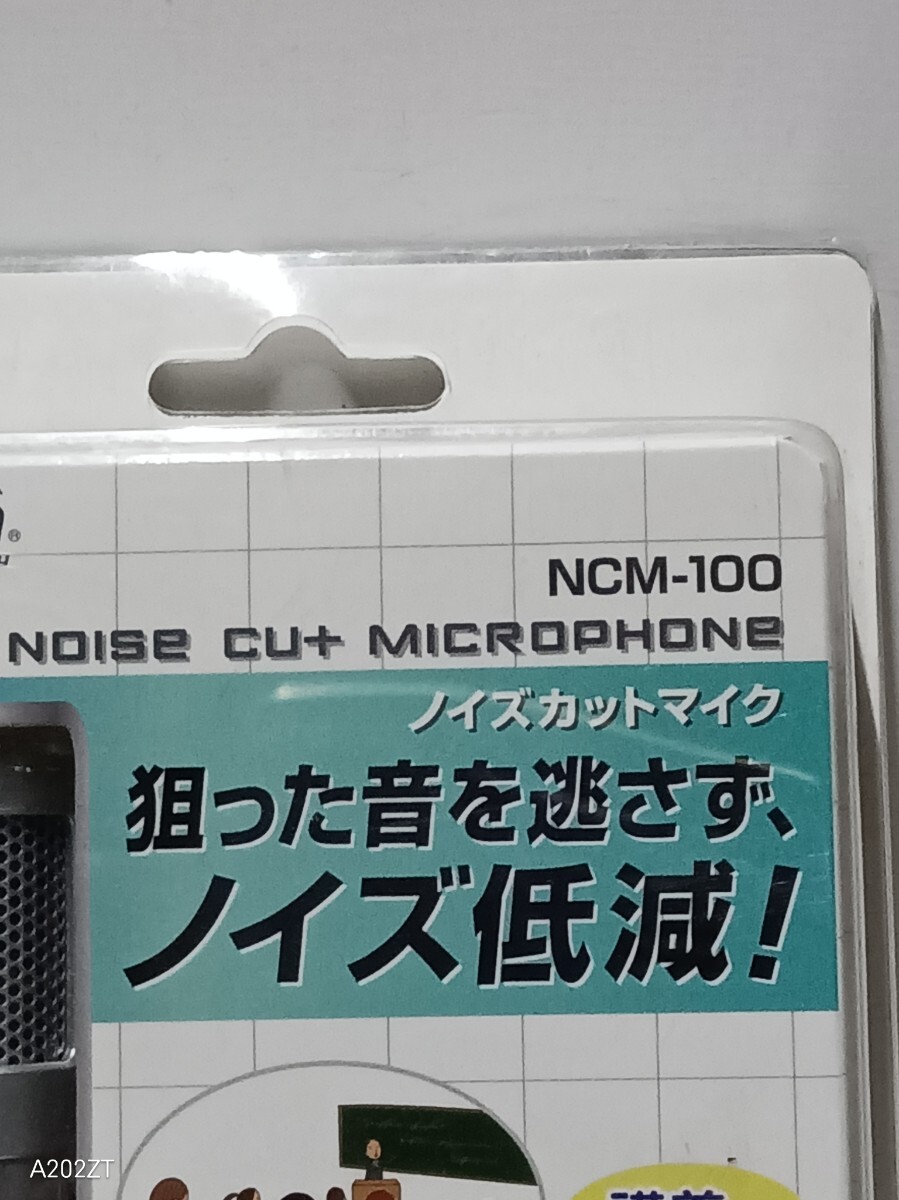 NCM-100
NOISE CUT MICROPHONE
ノイズカットマイク
狙った音を逃さず、
ノイズ低減!
A202ZT